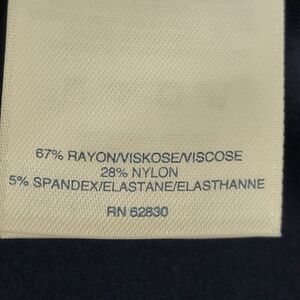 67% RAYON/VISKOSE/VISCOSE
28% NYLON
5% SPANDEX/ELASTANE/ELASTHANNE
RN 62830